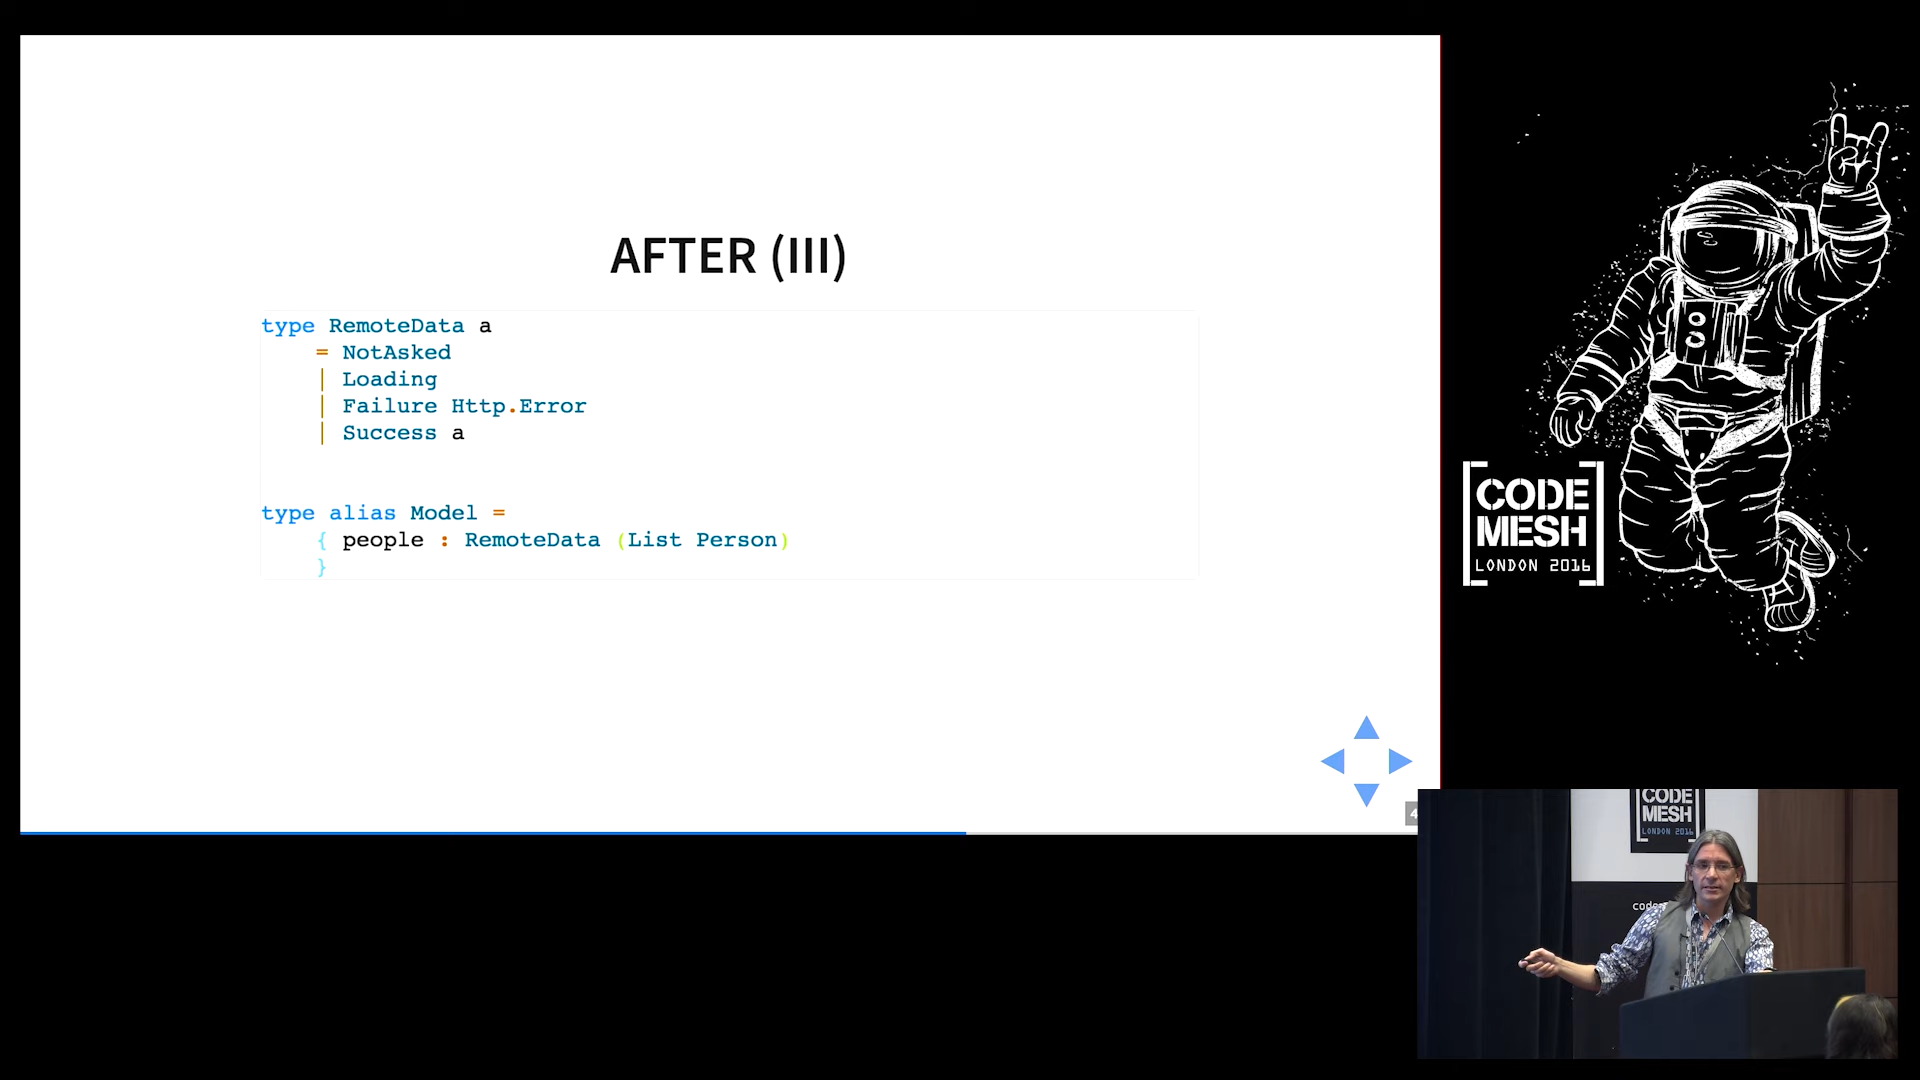 AFTER (III)
type RemoteData a
= NotAsked
| Loading
| Failure Http.Error
| Success a
type alias Model =
{ people : RemoteData (List Person)
}
CODE
MESH
LONDON 2016
4
CODE
MESH
LONDON 2016